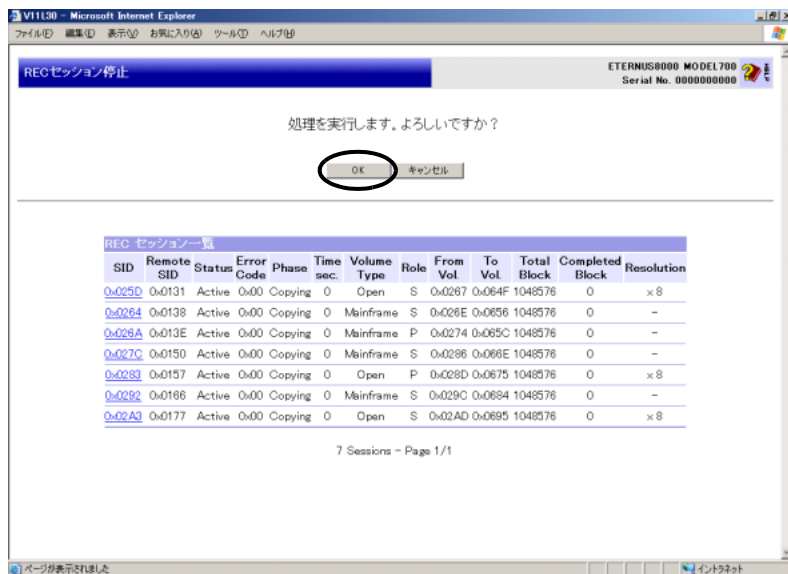 V11L30 - Microsoft Internet Explorer
ファイル(F) 編集(E) 表示(V) お気に入り(A) ツール(T) ヘルプ(H)
RECセッション停止
ETERNUS8000 MODEL700
Serial No. 0000000000
処理を実行します。よろしいですか？
OK キャンセル
REC セッション一覧
SID Remote SID Status Error Code Phase Time sec. Volume Type Role From Vol. To Vol. Total Block Completed Block Resolution
0x025D 0x0131 Active 0x00 Copying 0 Open S 0x0267 0x064F 1048576 0 ×8
0x0264 0x0138 Active 0x00 Copying 0 Mainframe S 0x026E 0x0656 1048576 0 -
0x026A 0x013E Active 0x00 Copying 0 Mainframe P 0x0274 0x065C 1048576 0 -
0x027C 0x0150 Active 0x00 Copying 0 Mainframe S 0x0286 0x066E 1048576 0 -
0x0283 0x0157 Active 0x00 Copying 0 Open P 0x028D 0x0675 1048576 0 ×8
0x0292 0x0166 Active 0x00 Copying 0 Mainframe S 0x029C 0x0684 1048576 0 -
0x02A3 0x0177 Active 0x00 Copying 0 Open S 0x02AD 0x0695 1048576 0 ×8
7 Sessions - Page 1/1
ページが表示されました イントラネット